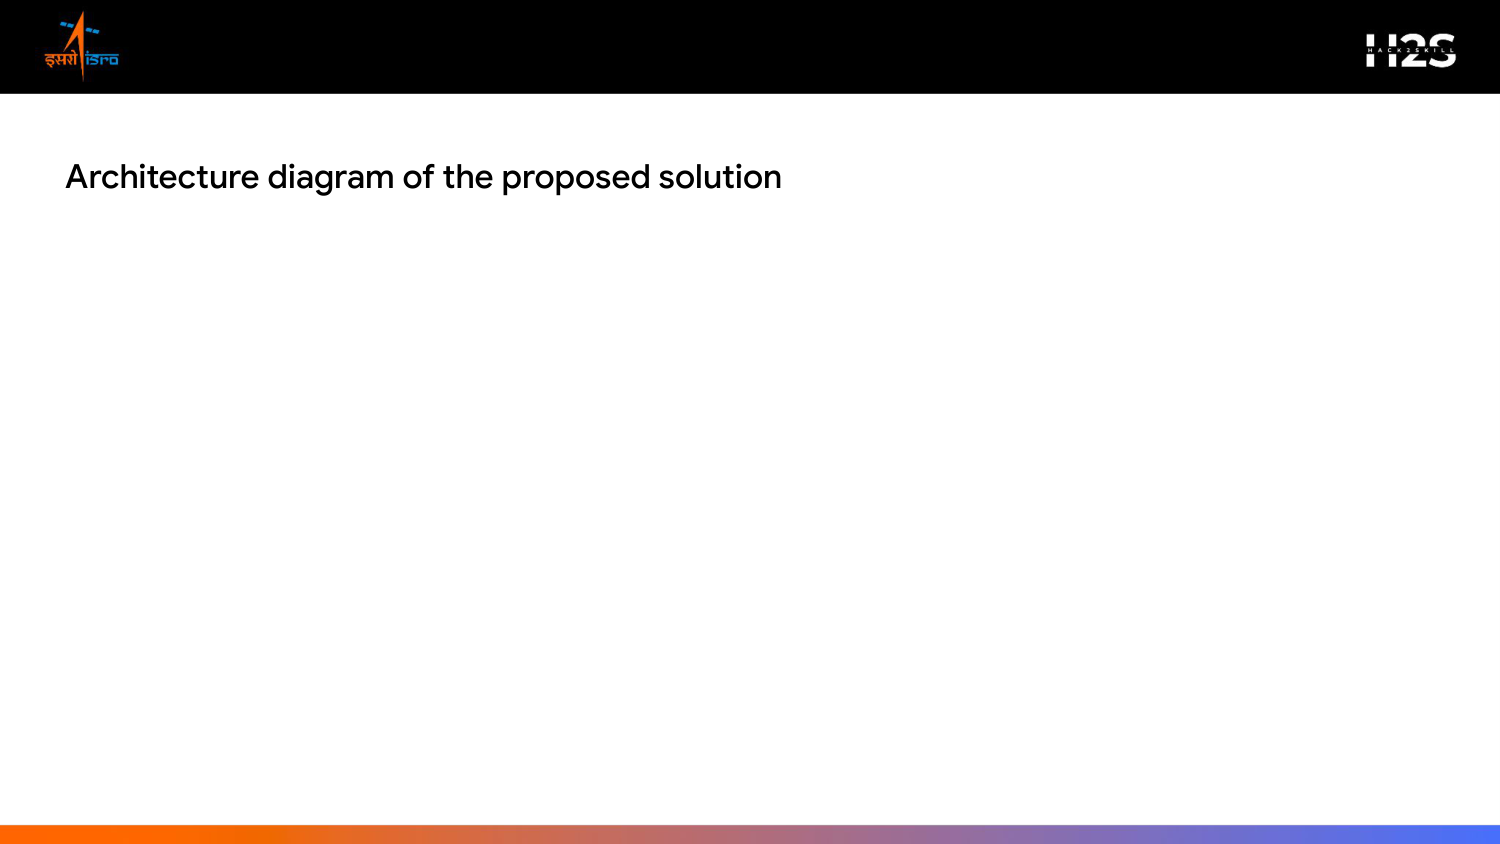 इसरो isro
HACK2SKILL
H2S
Architecture diagram of the proposed solution